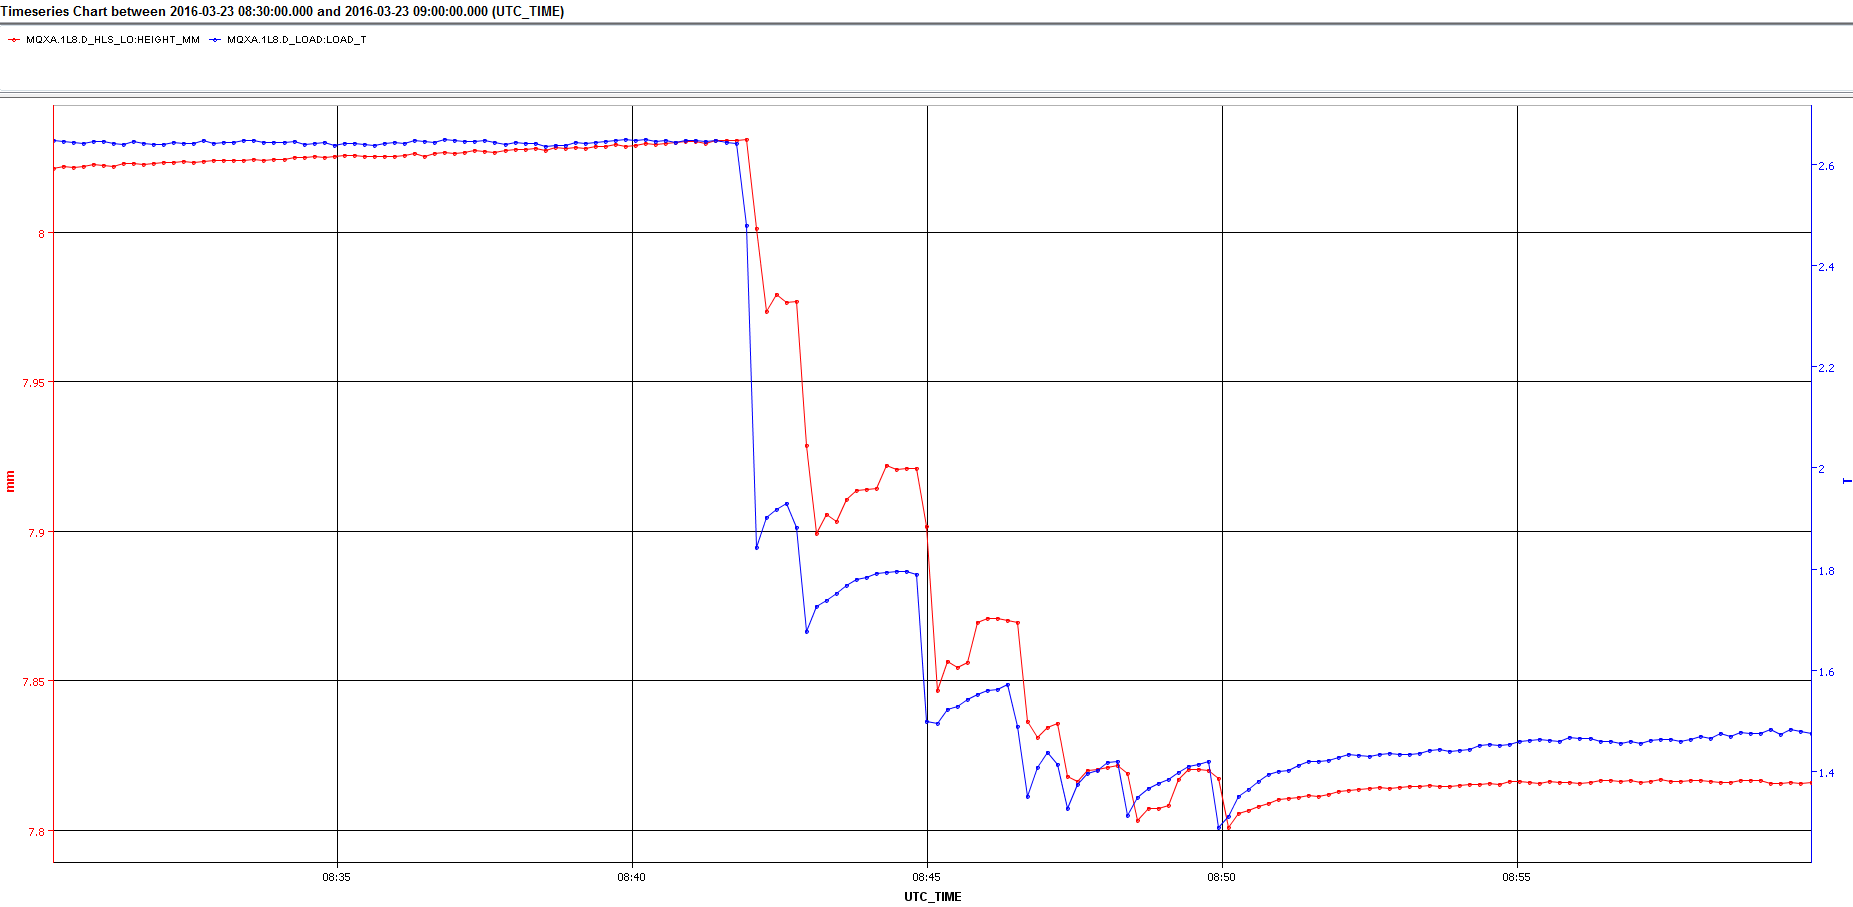 Timeseries Chart between 2016-03-23 08:30:00.000 and 2016-03-23 09:00:00.000 (UTC_TIME)
MQXA.1L8.D_HLS_LO:HEIGHT_MM MQXA.1L8.D_LOAD:LOAD_T
2.6
8
2.4
7.95
2.2
2
mm
T
7.9
1.8
7.85
1.6
1.4
7.8
08:35 08:40 08:45 08:50 08:55
UTC_TIME